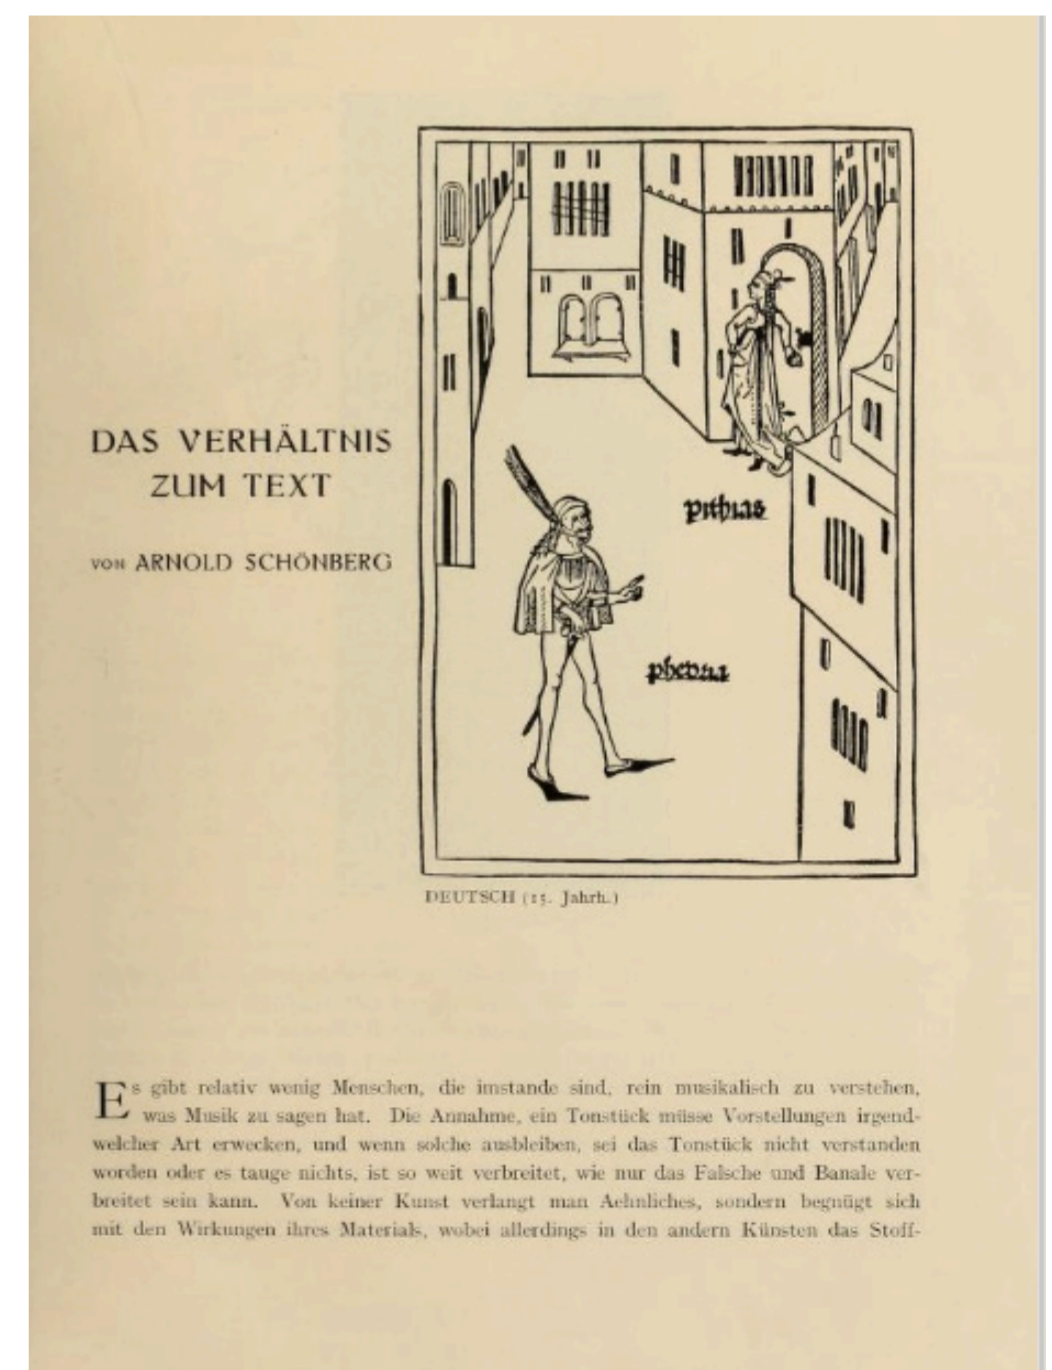 DAS VERHÄLTNIS
ZUM TEXT
VON ARNOLD SCHÖNBERG
pithias
DEUTSCH (15. Jahrh.)
Es gibt relativ wenig Menschen, die imstande sind, rein musikalisch zu verstehen,
was Musik zu sagen hat. Die Annahme, ein Tonstück müsse Vorstellungen irgend-
welcher Art erwecken, und wenn solche ausbleiben, sei das Tonstück nicht verstanden
worden oder es tauge nichts, ist so weit verbreitet, wie nur das Falsche und Banale ver-
breitet sein kann. Von keiner Kunst verlangt man Aehnliches, sondern begnügt sich
mit den Wirkungen ihres Materials, wobei allerdings in den andern Künsten das Stoff-